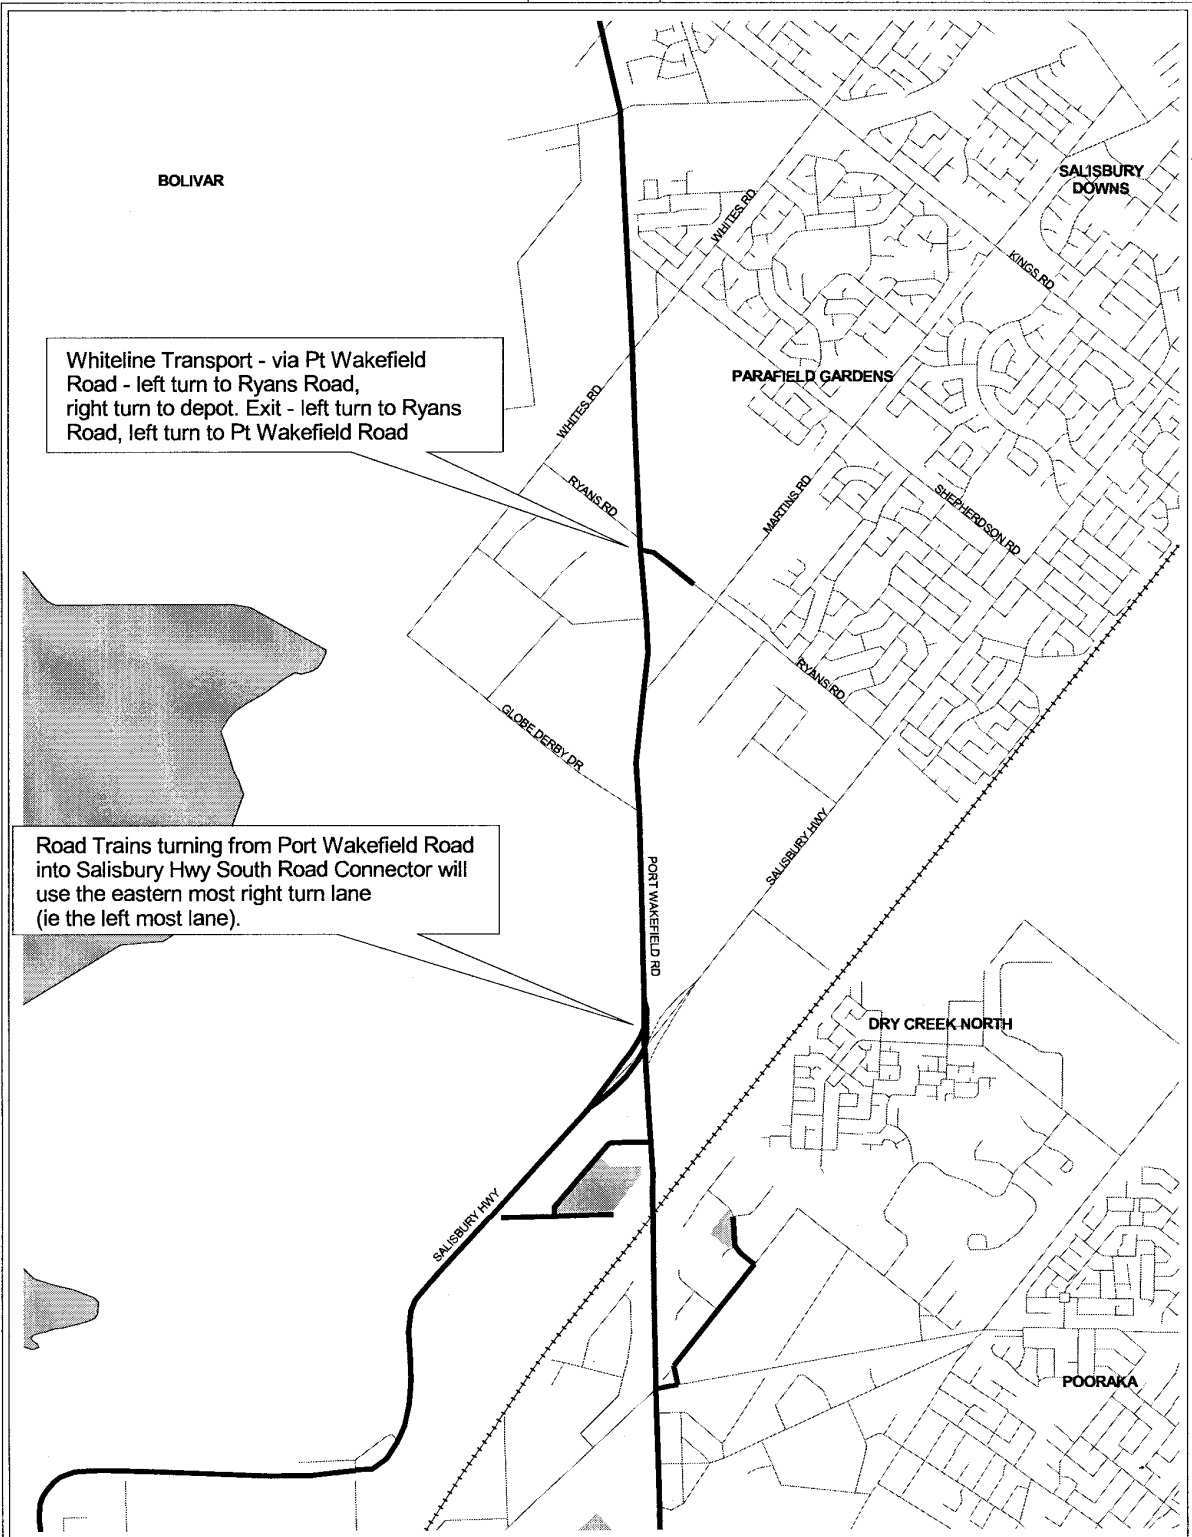 BOLIVAR
SALISBURY
DOWNS
WHITES RD
KINGS RD
Whiteline Transport - via Pt Wakefield
Road - left turn to Ryans Road,
right turn to depot. Exit - left turn to Ryans
Road, left turn to Pt Wakefield Road
PARAFIELD GARDENS
WHITES RD
RYANS RD
MARTINS RD
SHEPHERDSON RD
RYANS RD
GLOBE DERBY DR
SALISBURY HWY
Road Trains turning from Port Wakefield Road
into Salisbury Hwy South Road Connector will
use the eastern most right turn lane
(ie the left most lane).
PORT WAKEFIELD RD
DRY CREEK NORTH
SALISBURY HWY
POORAKA